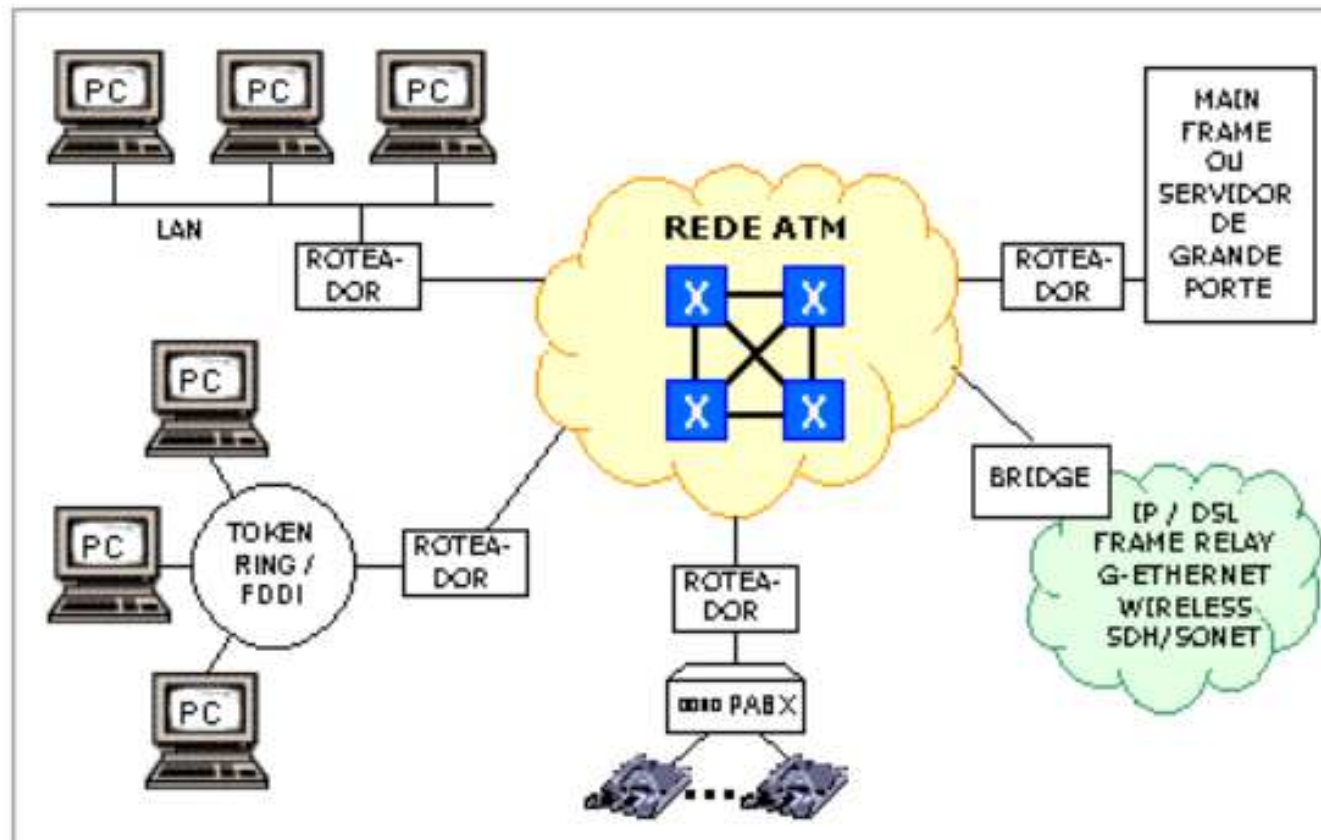 PC
PC
PC
LAN
ROTEA-
DOR
REDE ATM
X
X
X
X
ROTEA-
DOR
MAIN
FRAME
OU
SERVIDOR
DE
GRANDE
PORTE
PC
PC
PC
TOKEN
RING /
FDDI
ROTEA-
DOR
ROTEA-
DOR
PABX
...
BRIDGE
IP / DSL
FRAME RELAY
G-ETHERNET
WIRELESS
SDH/SONET